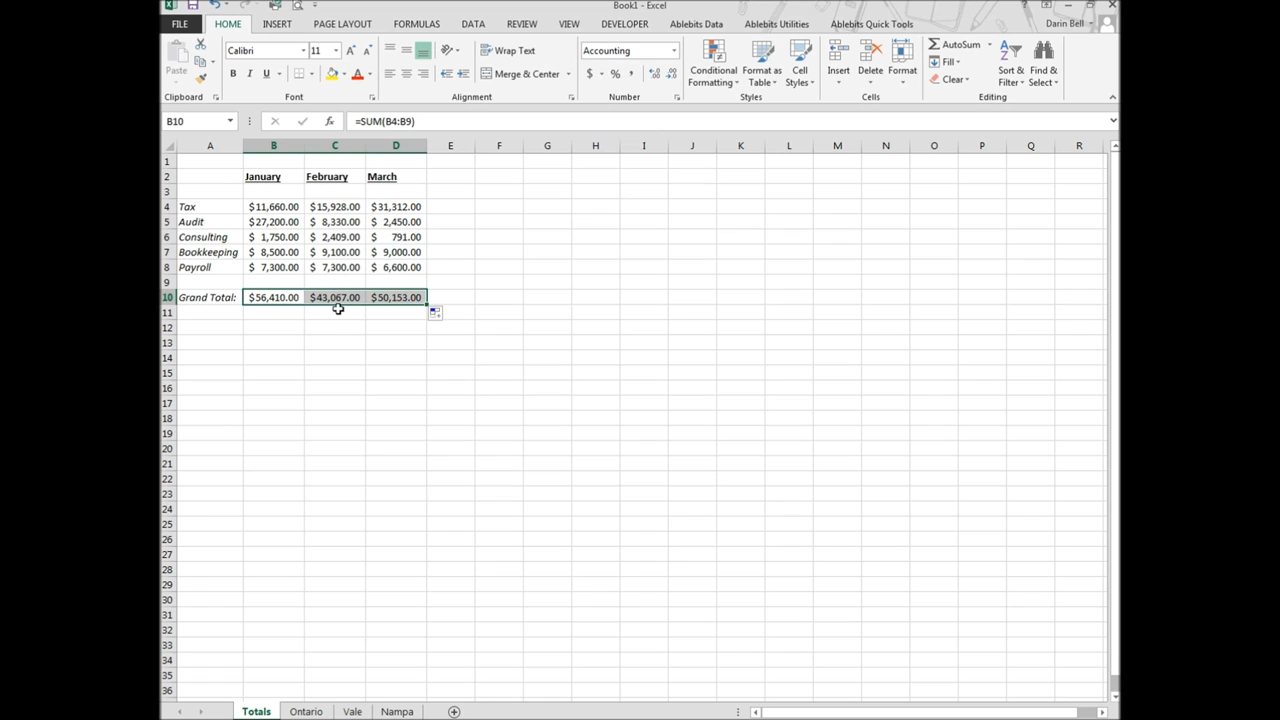 Book1 - Excel
?
FILE HOME INSERT PAGE LAYOUT FORMULAS DATA REVIEW VIEW DEVELOPER Ablebits Data Ablebits Utilities Ablebits Quick Tools Darin Bell
Paste
Calibri 11
B I U
Wrap Text
Merge & Center
Accounting
$ % ,
Conditional Formatting
Format as Table
Cell Styles
Insert Delete Format
AutoSum
Fill
Clear
Sort & Filter
Find & Select
Clipboard Font Alignment Number Styles Cells Editing
B10 fx =SUM(B4:B9)
A B C D E F G H I J K L M N O P Q R
1
2 January February March
3
4 Tax $11,660.00 $15,928.00 $31,312.00
5 Audit $27,200.00 $ 8,330.00 $ 2,450.00
6 Consulting $ 1,750.00 $ 2,409.00 $ 791.00
7 Bookkeeping $ 8,500.00 $ 9,100.00 $ 9,000.00
8 Payroll $ 7,300.00 $ 7,300.00 $ 6,600.00
9
10 Grand Total: $56,410.00 $43,067.00 $50,153.00
11
12
13
14
15
16
17
18
19
20
21
22
23
24
25
26
27
28
29
30
31
32
33
34
35
36
Totals Ontario Vale Nampa